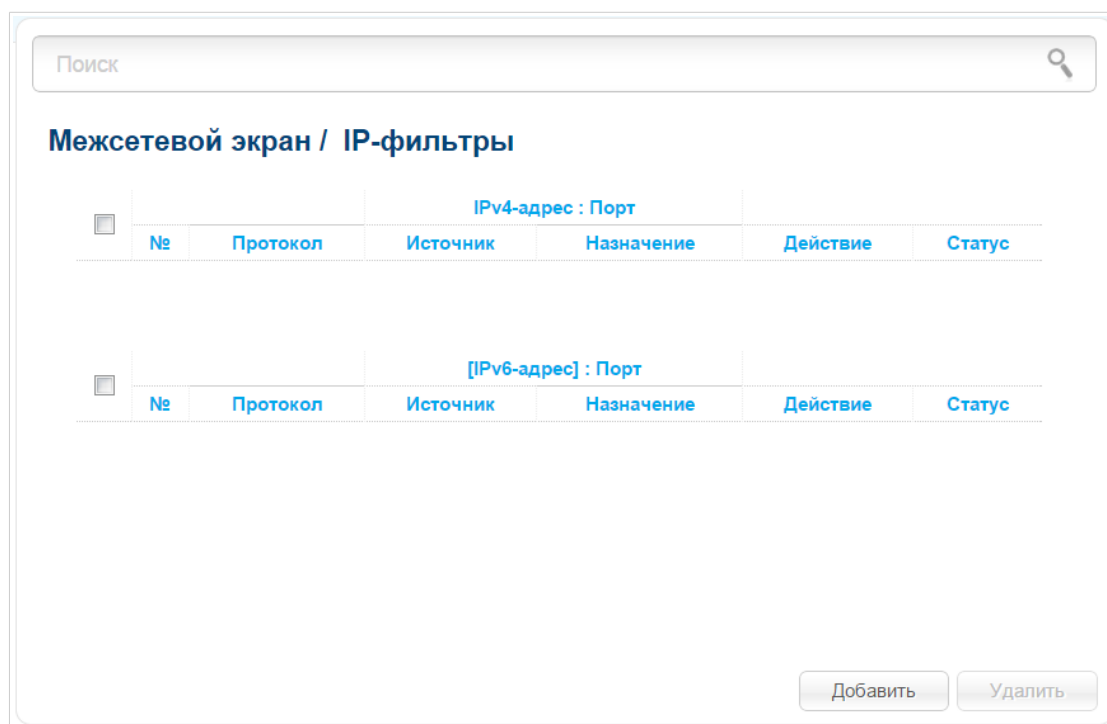 Поиск
Межсетевой экран / IP-фильтры
IPv4-адрес : Порт
№ Протокол Источник Назначение Действие Статус
[IPv6-адрес] : Порт
№ Протокол Источник Назначение Действие Статус
Добавить Удалить